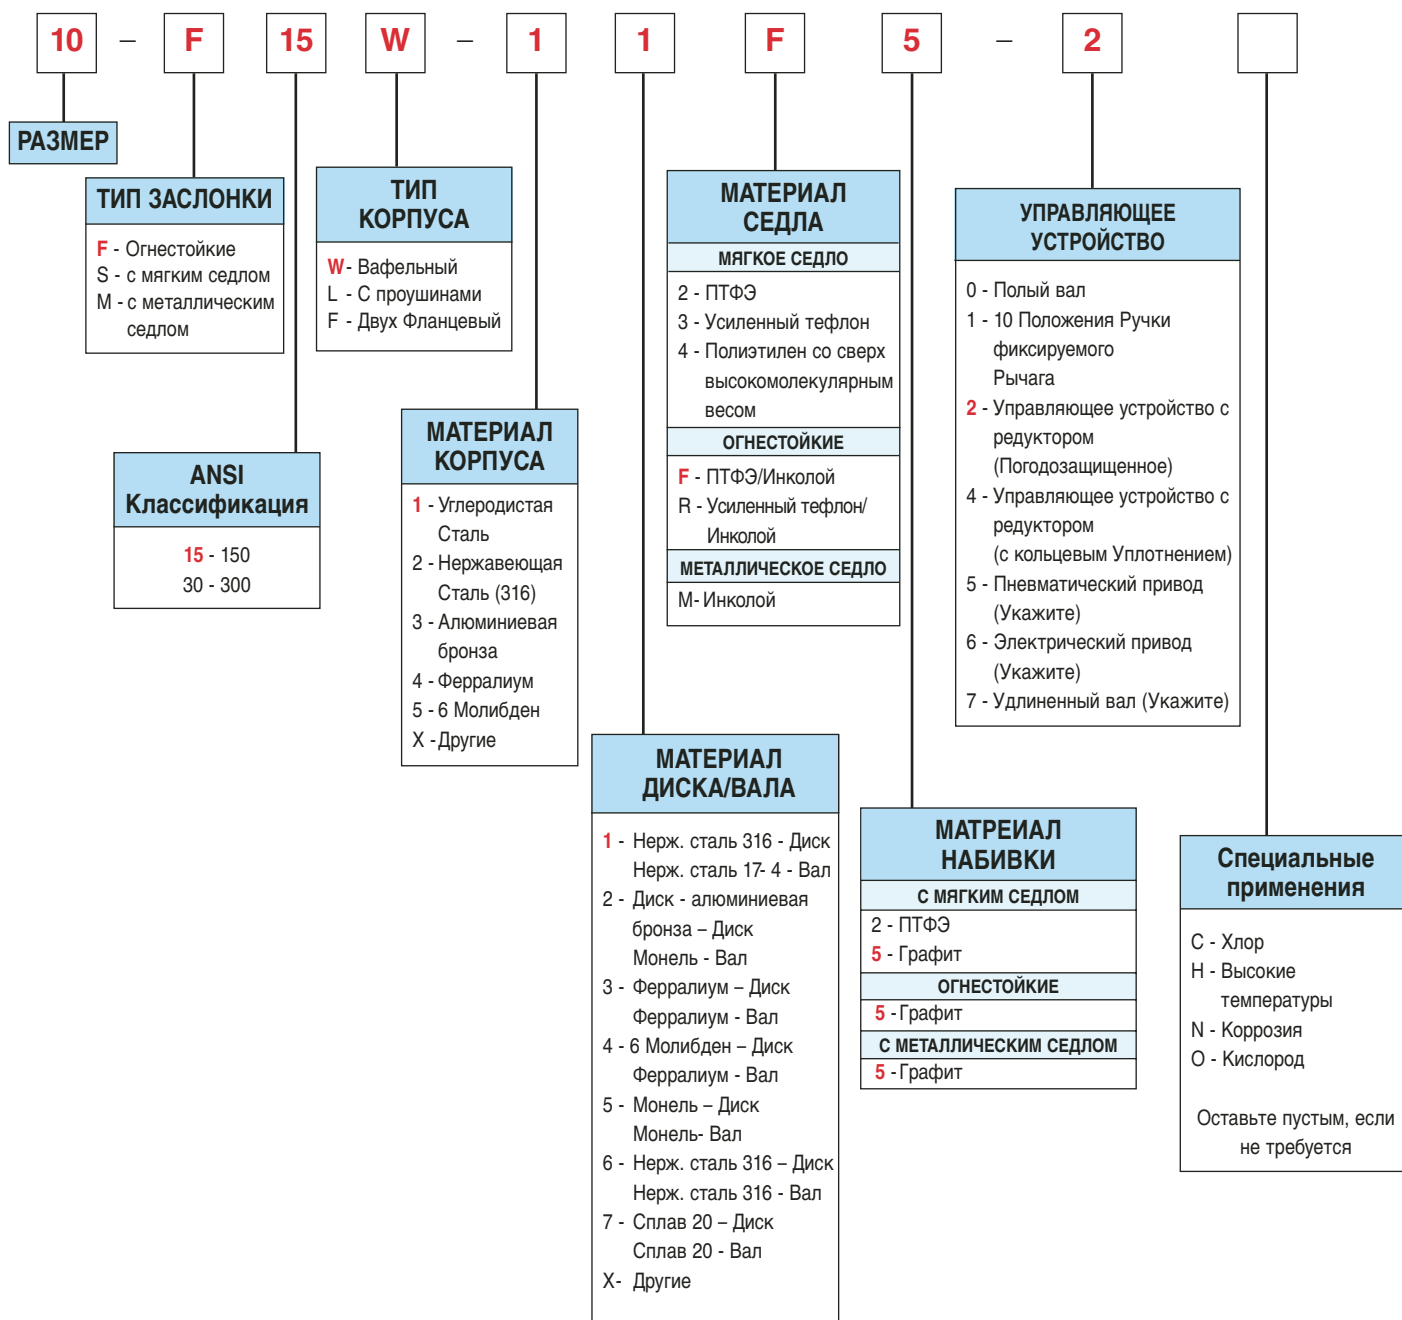 10 – F 15 W – 1 1 F 5 – 2
РАЗМЕР
ТИП ЗАСЛОНКИ
F - Огнестойкие
S - с мягким седлом
M - с металлическим
седлом
ANSI
Классификация
15 - 150
30 - 300
ТИП
КОРПУСА
W - Вафельный
L - С проушинами
F - Двух Фланцевый
МАТЕРИАЛ
КОРПУСА
1 - Углеродистая
Сталь
2 - Нержавеющая
Сталь (316)
3 - Алюминиевая
бронза
4 - Ферралиум
5 - 6 Молибден
X - Другие
МАТЕРИАЛ
ДИСКА/ВАЛА
1 - Нерж. сталь 316 - Диск
Нерж. сталь 17- 4 - Вал
2 - Диск - алюминиевая
бронза – Диск
Монель - Вал
3 - Ферралиум – Диск
Ферралиум - Вал
4 - 6 Молибден – Диск
Ферралиум - Вал
5 - Монель – Диск
Монель- Вал
6 - Нерж. сталь 316 – Диск
Нерж. сталь 316 - Вал
7 - Сплав 20 – Диск
Сплав 20 - Вал
X- Другие
МАТЕРИАЛ
СЕДЛА
МЯГКОЕ СЕДЛО
2 - ПТФЭ
3 - Усиленный тефлон
4 - Полиэтилен со сверх
высокомолекулярным
весом
ОГНЕСТОЙКИЕ
F - ПТФЭ/Инколой
R - Усиленный тефлон/
Инколой
МЕТАЛЛИЧЕСКОЕ СЕДЛО
M- Инколой
МАТРЕИАЛ
НАБИВКИ
С МЯГКИМ СЕДЛОМ
2 - ПТФЭ
5 - Графит
ОГНЕСТОЙКИЕ
5 - Графит
С МЕТАЛЛИЧЕСКИМ СЕДЛОМ
5 - Графит
УПРАВЛЯЮЩЕЕ
УСТРОЙСТВО
0 - Полый вал
1 - 10 Положения Ручки
фиксируемого
Рычага
2 - Управляющее устройство с
редуктором
(Погодозащищенное)
4 - Управляющее устройство с
редуктором
(с кольцевым Уплотнением)
5 - Пневматический привод
(Укажите)
6 - Электрический привод
(Укажите)
7 - Удлиненный вал (Укажите)
Специальные
применения
C - Хлор
H - Высокие
температуры
N - Коррозия
O - Кислород
Оставьте пустым, если
не требуется